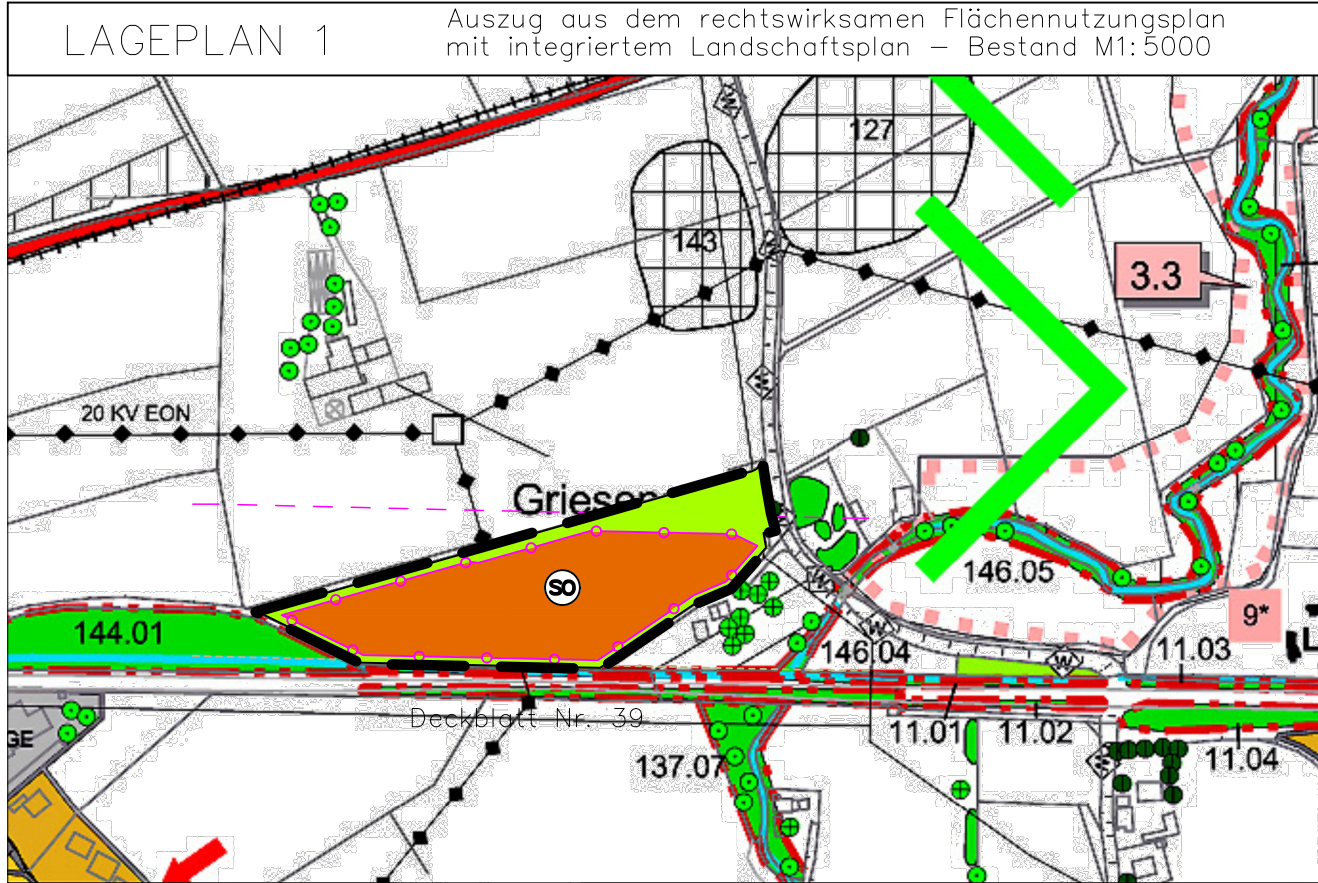 LAGEPLAN 1
Auszug aus dem rechtswirksamen Flächennutzungsplan
mit integriertem Landschaftsplan – Bestand M1:5000
W
127
143
W
3.3
W
20 KV EON
W
SO
W
146.05
9*
144.01
W
146.04
W
11.03
Deckblatt Nr. 39
11.01
11.02
11.04
137.07
W
GE